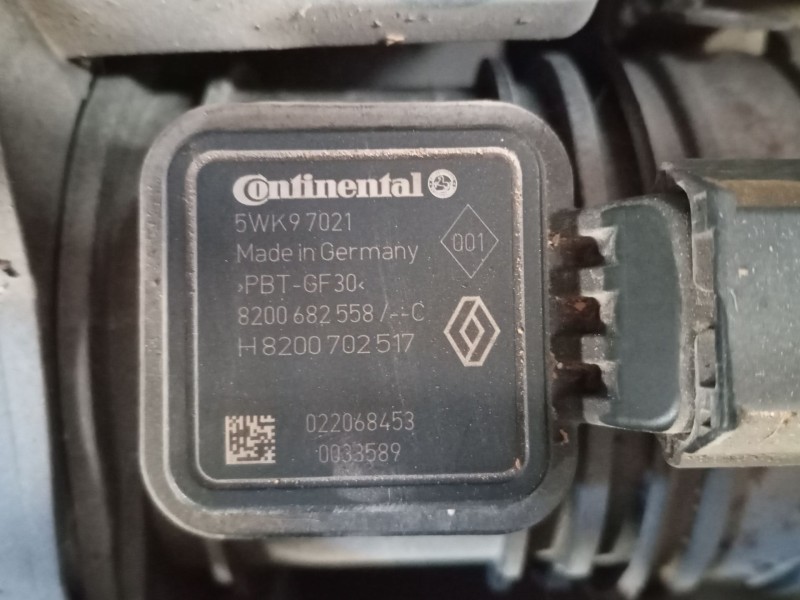 Continental
5WK9 7021
001
Made in Germany
›PBT-GF30‹
8200 682 558 /--C
H 8200 702 517
022068453
0033589